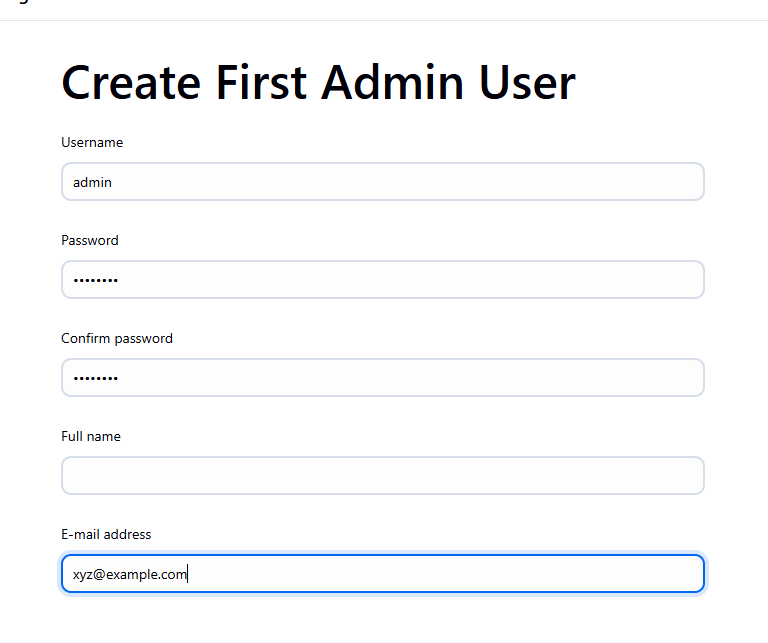 Create First Admin User
Username
admin
Password
••••••••
Confirm password
••••••••
Full name
E-mail address
xyz@example.com